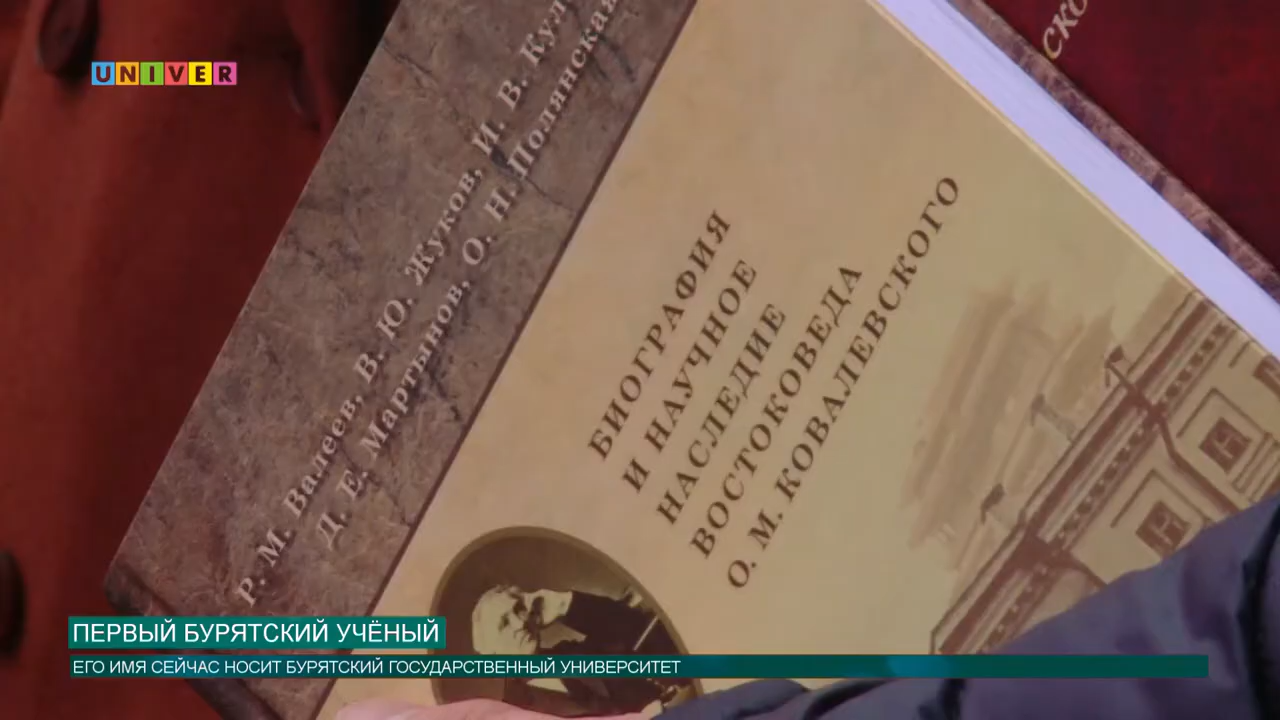 UNIVER
Р. М. Валеев, В. Ю. Жуков, И. В.
Д. Е. Мартынов, О. Н. Полянская
БИОГРАФИЯ
И НАУЧНОЕ
НАСЛЕДИЕ
ВОСТОКОВЕДА
О. М. КОВАЛЕВСКОГО
ПЕРВЫЙ БУРЯТСКИЙ УЧЁНЫЙ
ЕГО ИМЯ СЕЙЧАС НОСИТ БУРЯТСКИЙ ГОСУДАРСТВЕННЫЙ УНИВЕРСИТЕТ